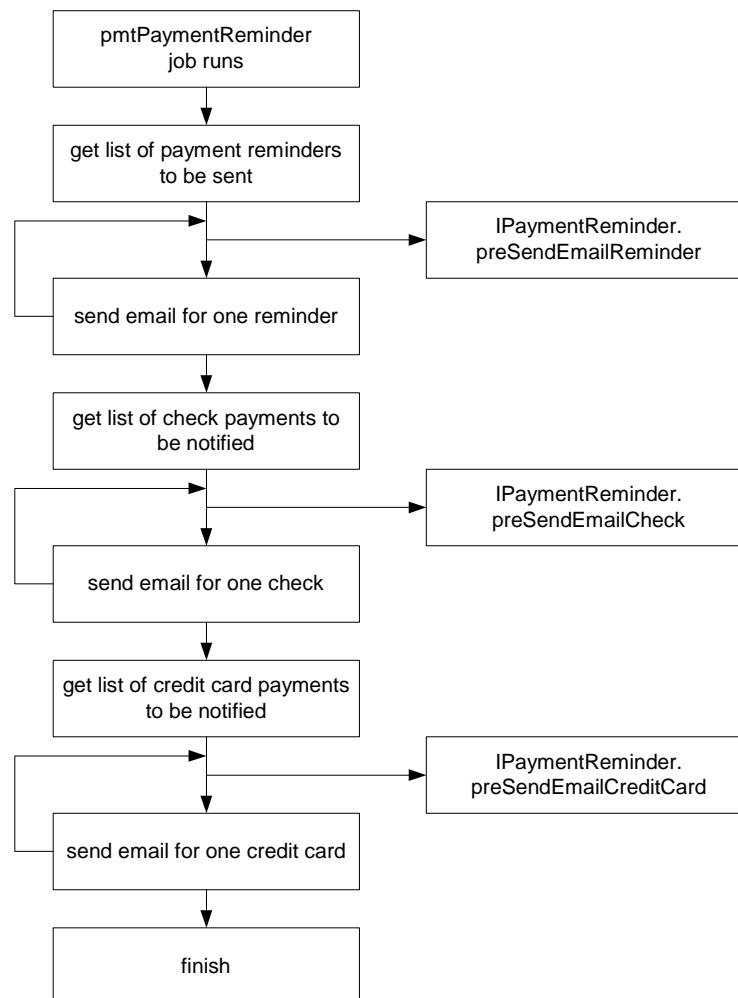 pmtPaymentReminder
job runs
get list of payment reminders
to be sent
IPaymentReminder.
preSendEmailReminder
send email for one reminder
get list of check payments to
be notified
IPaymentReminder.
preSendEmailCheck
send email for one check
get list of credit card payments
to be notified
IPaymentReminder.
preSendEmailCreditCard
send email for one credit card
finish